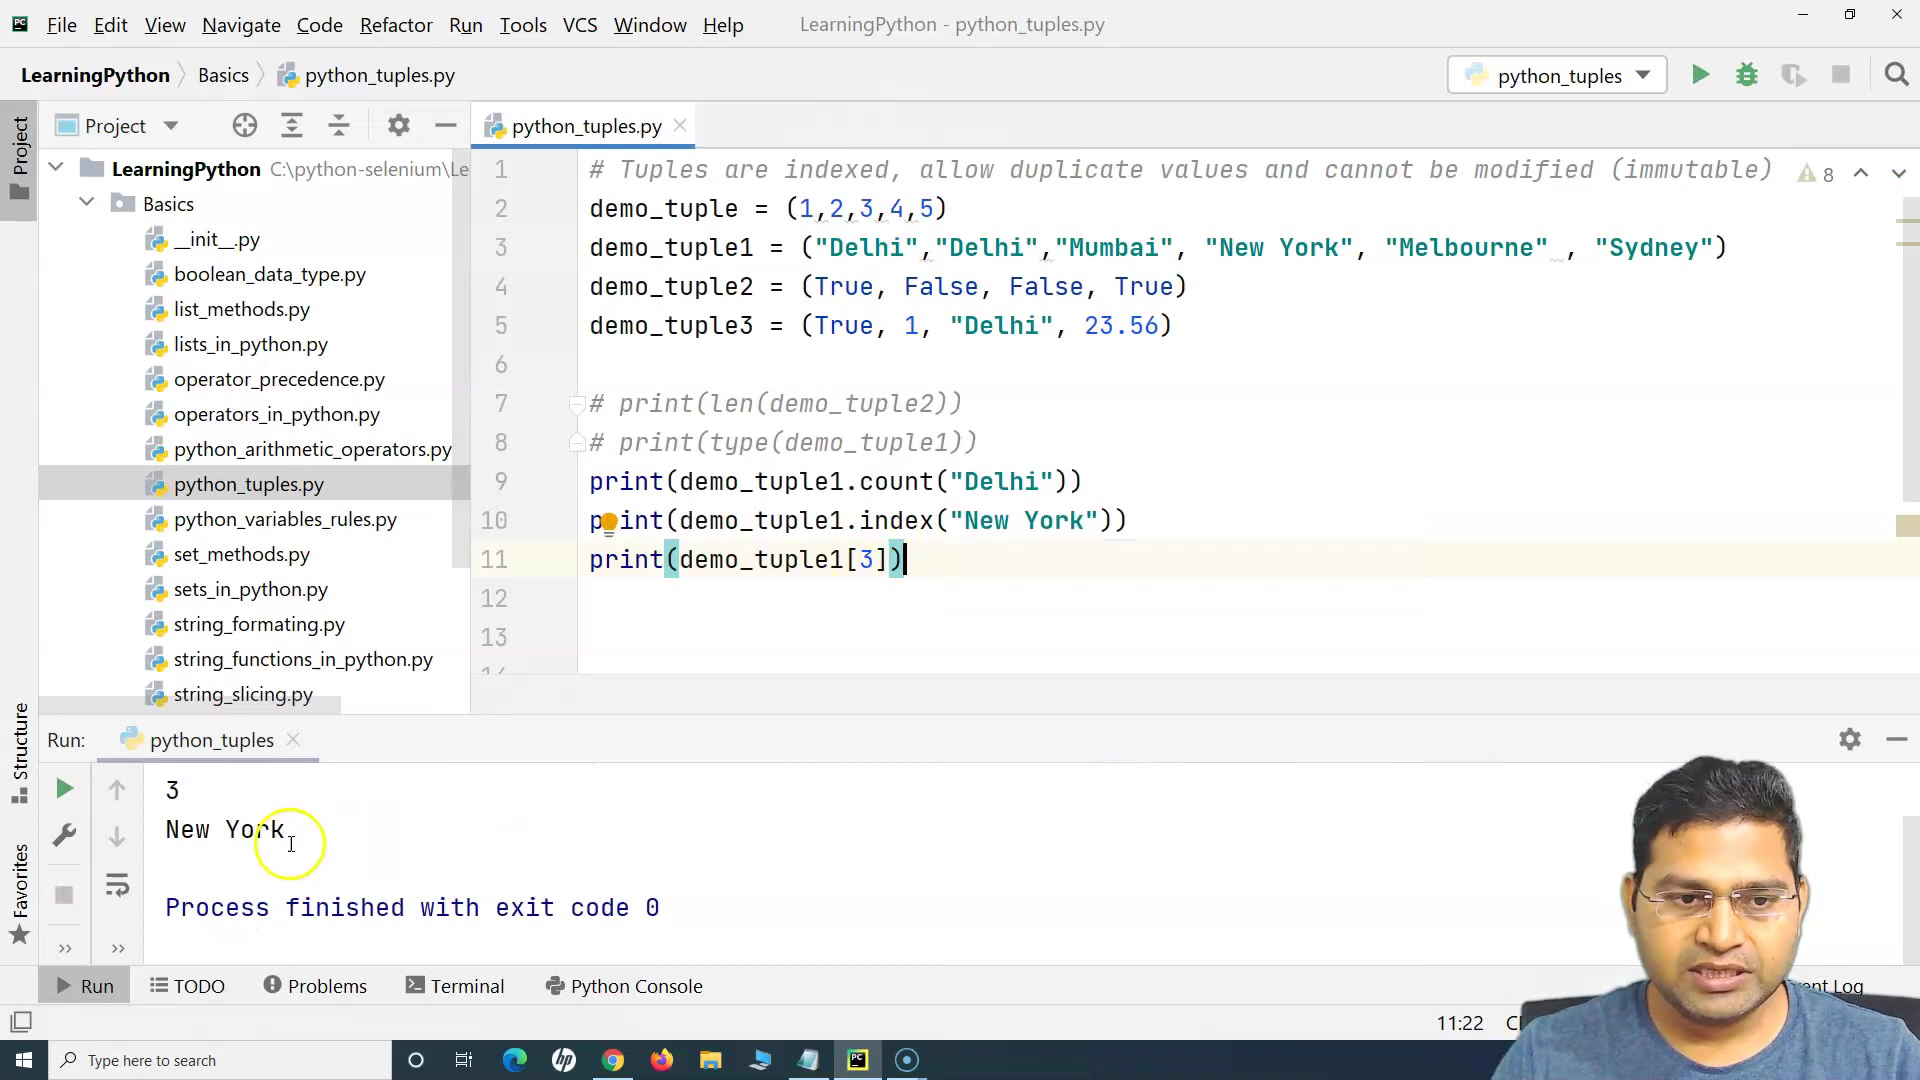 File Edit View Navigate Code Refactor Run Tools VCS Window Help LearningPython - python_tuples.py
LearningPython Basics python_tuples.py python_tuples
Project
Project
python_tuples.py
LearningPython C:\python-selenium\Le
Basics
__init__.py
boolean_data_type.py
list_methods.py
lists_in_python.py
operator_precedence.py
operators_in_python.py
python_arithmetic_operators.py
python_tuples.py
python_variables_rules.py
set_methods.py
sets_in_python.py
string_formating.py
string_functions_in_python.py
string_slicing.py
1 # Tuples are indexed, allow duplicate values and cannot be modified (immutable) 8
2 demo_tuple = (1,2,3,4,5)
3 demo_tuple1 = ("Delhi","Delhi","Mumbai", "New York", "Melbourne" , "Sydney")
4 demo_tuple2 = (True, False, False, True)
5 demo_tuple3 = (True, 1, "Delhi", 23.56)
6
7 # print(len(demo_tuple2))
8 # print(type(demo_tuple1))
9 print(demo_tuple1.count("Delhi"))
10 print(demo_tuple1.index("New York"))
11 print(demo_tuple1[3])
12
13
Structure
Favorites
Run: python_tuples
3
New York
Process finished with exit code 0
Run TODO Problems Terminal Python Console ent Log
11:22
Type here to search